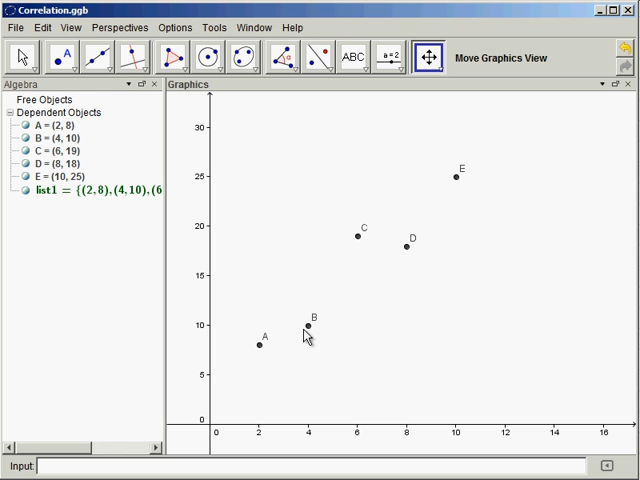 Correlation.ggb
File Edit View Perspectives Options Tools Window Help
A
ABC
a = 2
Move Graphics View
Algebra
Graphics
Free Objects
Dependent Objects
A = (2, 8)
B = (4, 10)
C = (6, 19)
D = (8, 18)
E = (10, 25)
list1 = {(2,8),(4,10),(6
30
25
20
15
10
5
0
0 2 4 6 8 10 12 14 16
E
C
D
B
A
Input: